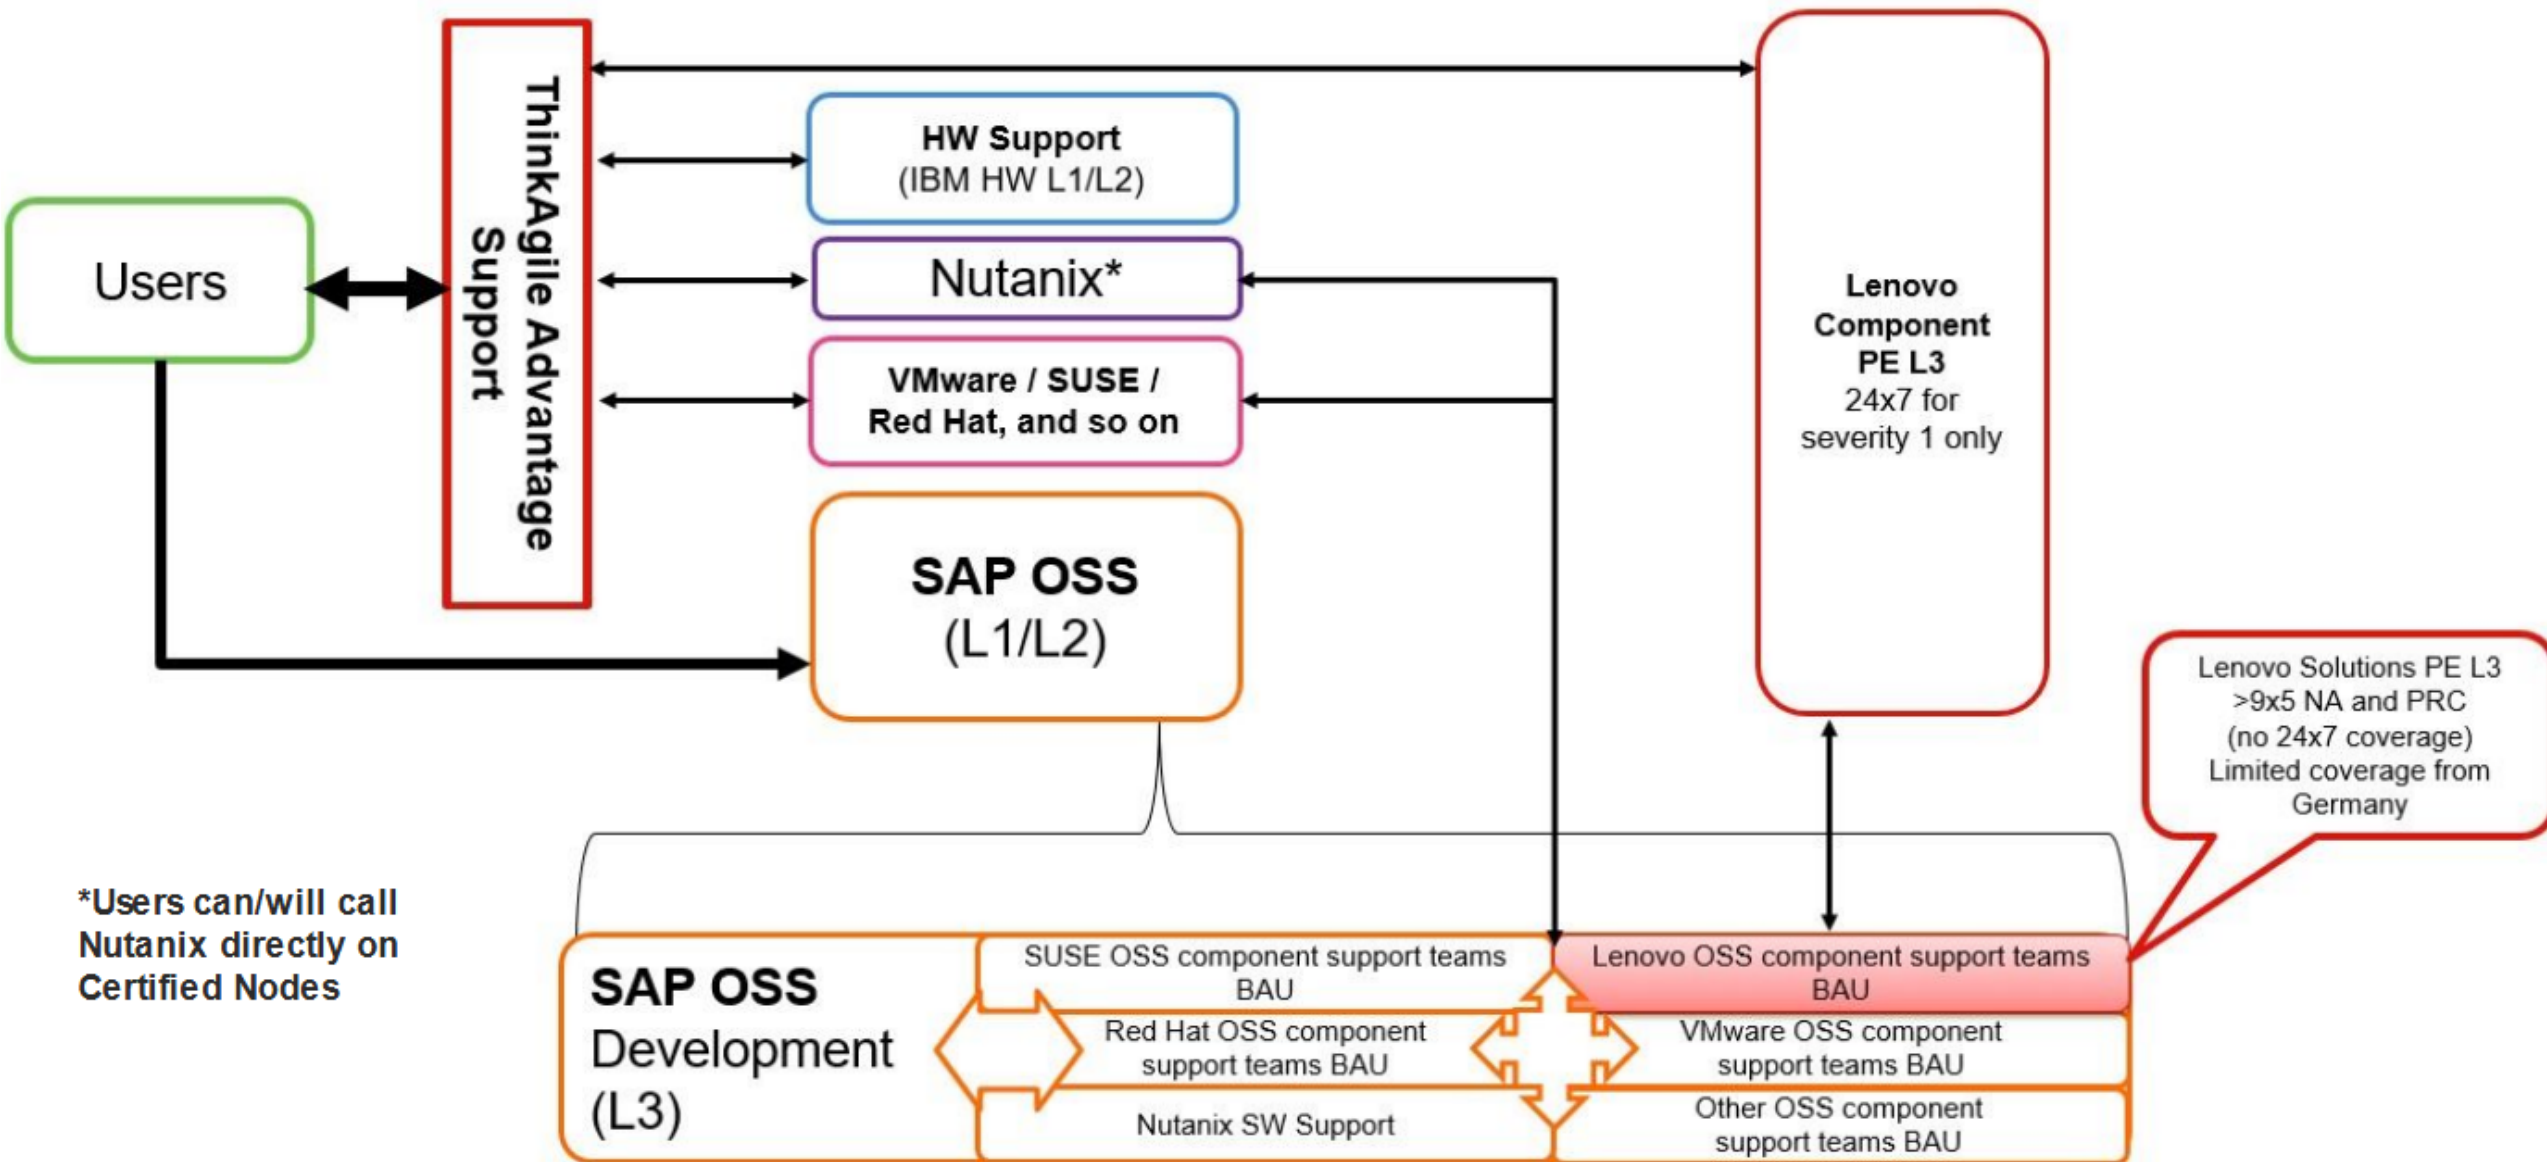 ThinkAgile Advantage
Support
HW Support
(IBM HW L1/L2)
Users
Nutanix*
VMware / SUSE /
Red Hat, and so on
Lenovo
Component
PE L3
24x7 for
severity 1 only
SAP OSS
(L1/L2)
Lenovo Solutions PE L3
>9x5 NA and PRC
(no 24x7 coverage)
Limited coverage from
Germany
*Users can/will call
Nutanix directly on
Certified Nodes
SAP OSS
Development
(L3)
SUSE OSS component support teams
BAU
Lenovo OSS component support teams
BAU
Red Hat OSS component
support teams BAU
VMware OSS component
support teams BAU
Nutanix SW Support
Other OSS component
support teams BAU